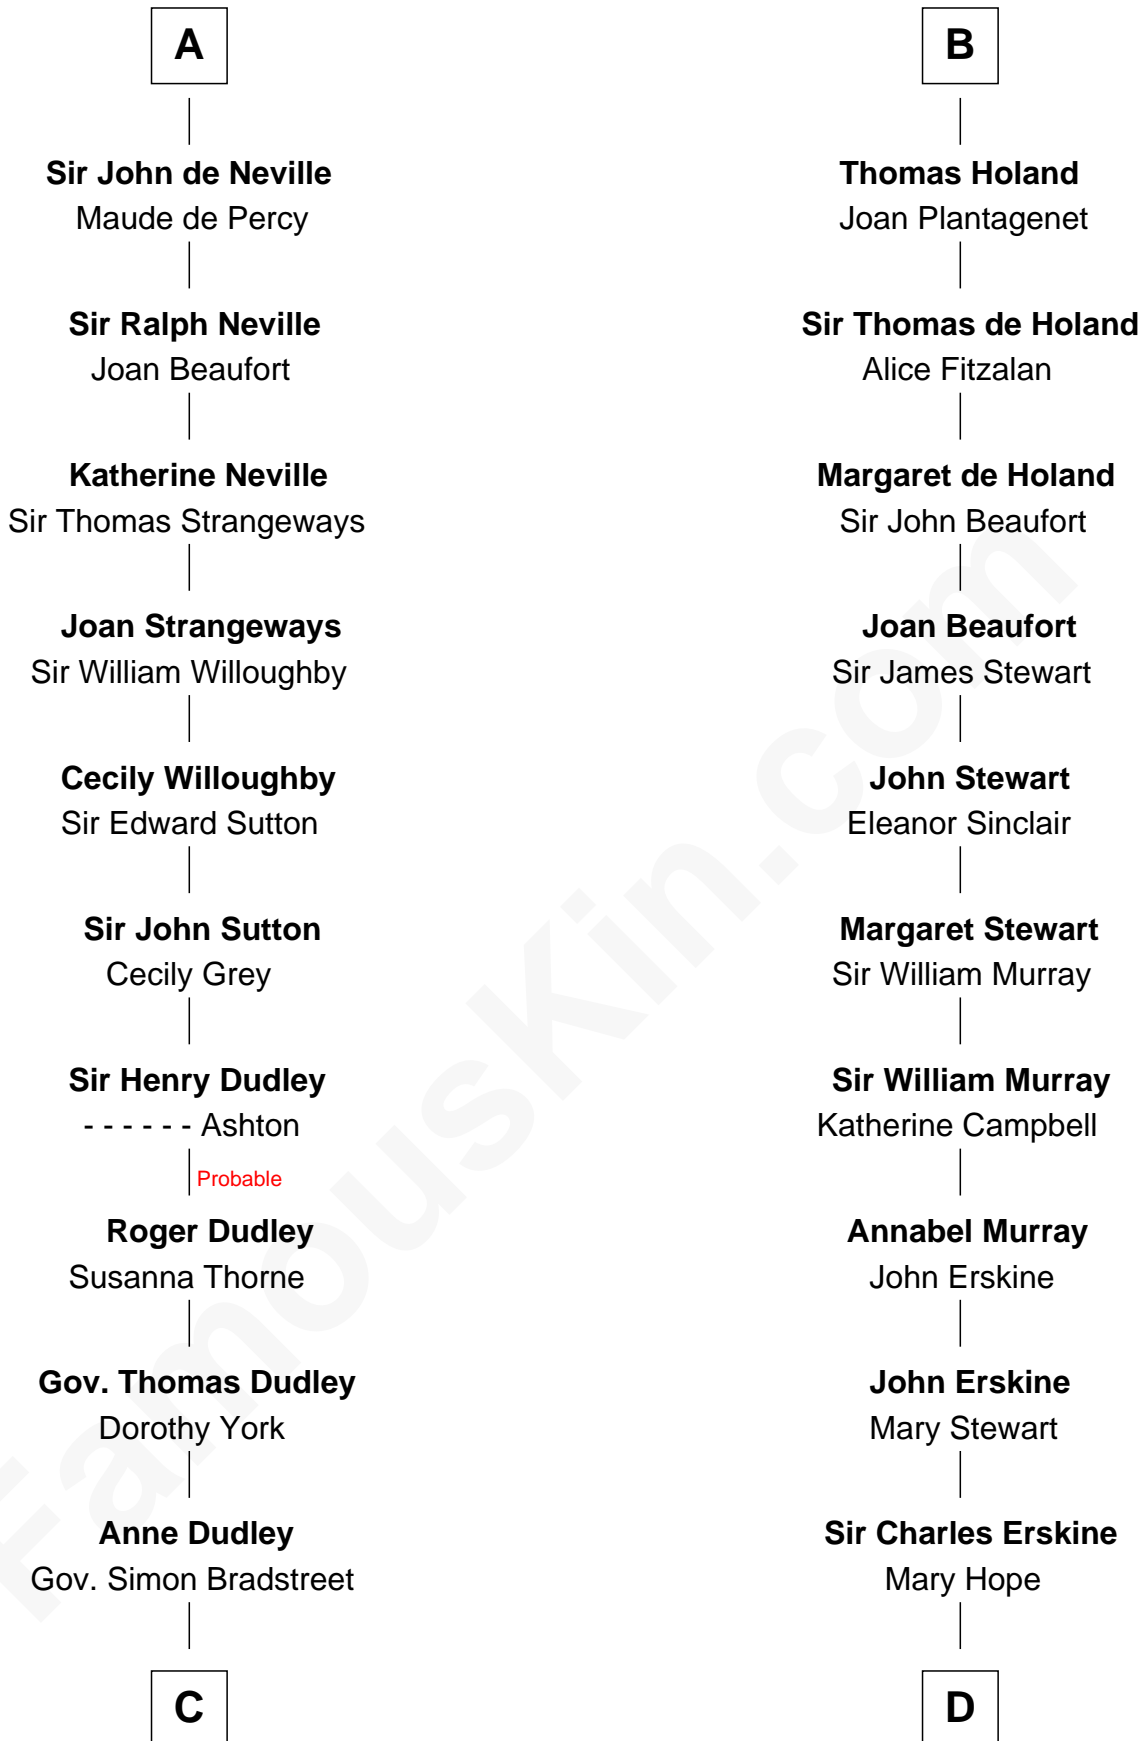 A
Sir John de Neville
Maude de Percy
Sir Ralph Neville
Joan Beaufort
Katherine Neville
Sir Thomas Strangeways
Joan Strangeways
Sir William Willoughby
Cecily Willoughby
Sir Edward Sutton
Sir John Sutton
Cecily Grey
Sir Henry Dudley
- - - - - - Ashton
Probable
Roger Dudley
Susanna Thorne
Gov. Thomas Dudley
Dorothy York
Anne Dudley
Gov. Simon Bradstreet
C
B
Thomas Holand
Joan Plantagenet
Sir Thomas de Holand
Alice Fitzalan
Margaret de Holand
Sir John Beaufort
Joan Beaufort
Sir James Stewart
John Stewart
Eleanor Sinclair
Margaret Stewart
Sir William Murray
Sir William Murray
Katherine Campbell
Annabel Murray
John Erskine
John Erskine
Mary Stewart
Sir Charles Erskine
Mary Hope
D
FamousKin.com